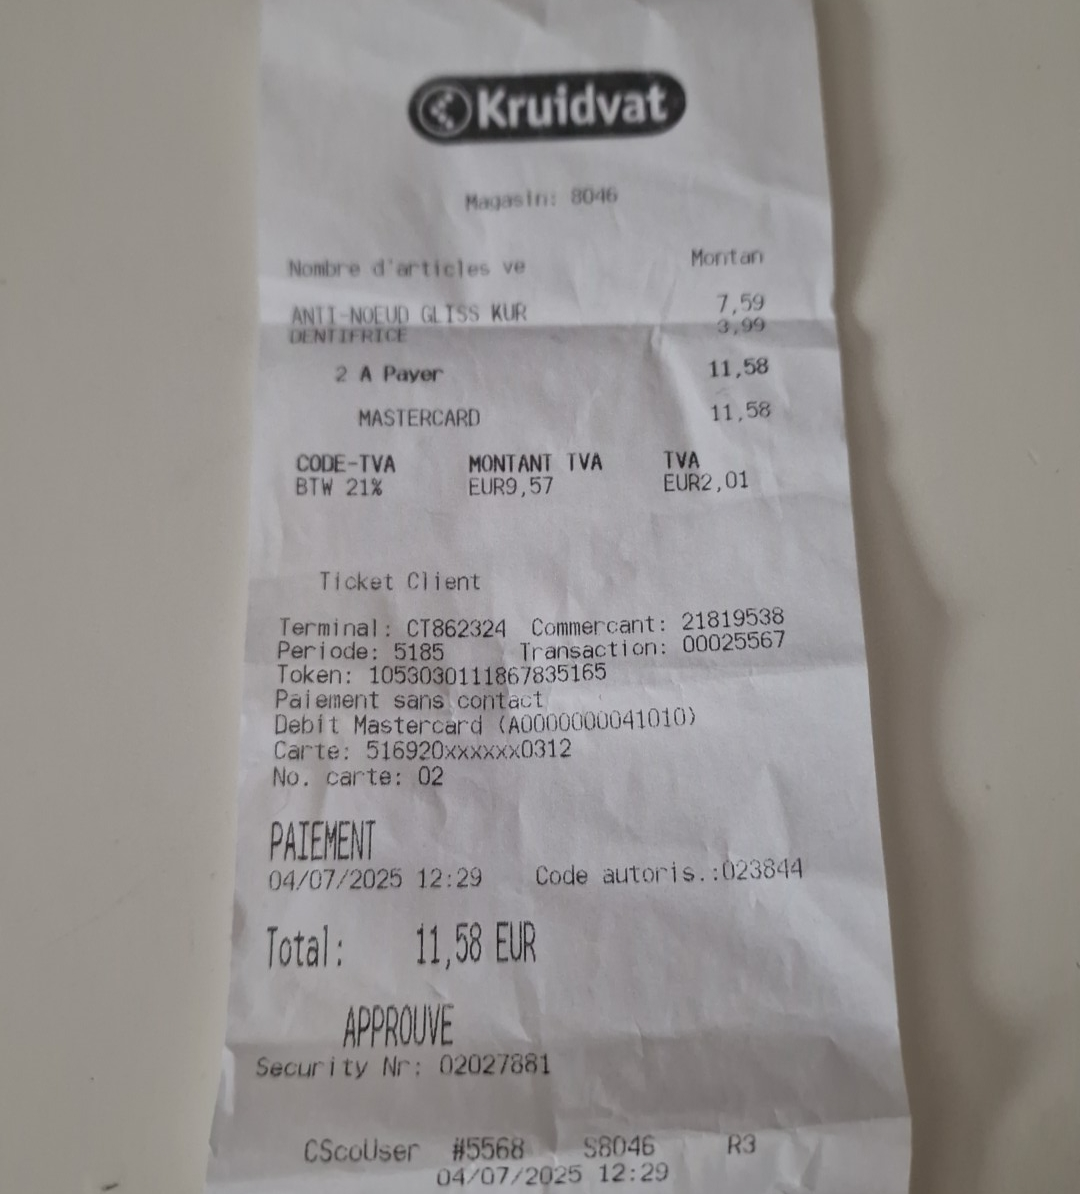 Kruidvat
Magasin: 8046
Nombre d'articles ve Montan
ANTI-NOEUD GLISS KUR 7,59
DENTIFRICE 3,99
2 A Payer 11,58
MASTERCARD 11,58
CODE-TVA MONTANT TVA TVA
BTW 21% EUR9,57 EUR2,01
Ticket Client
Terminal: CT862324 Commercant: 21819538
Periode: 5185 Transaction: 00025567
Token: 1053030111867835165
Paiement sans contact
Debit Mastercard (A0000000041010)
Carte: 516920xxxxxx0312
No. carte: 02
PAIEMENT
04/07/2025 12:29 Code autoris.:023844
Total: 11,58 EUR
APPROUVE
Security Nr: 02027881
CScoUser #5568 S8046 R3
04/07/2025 12:29